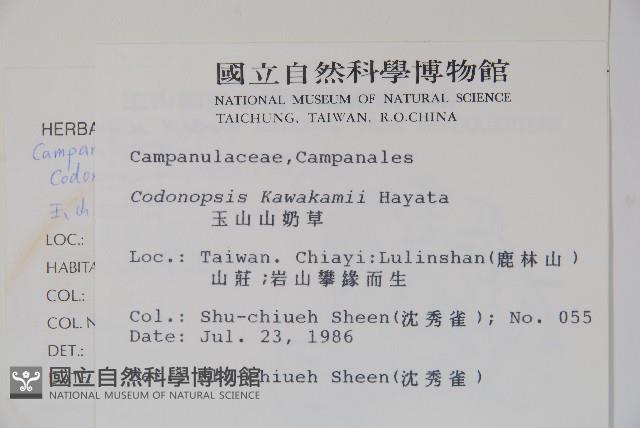 國立自然科學博物館
NATIONAL MUSEUM OF NATURAL SCIENCE
TAICHUNG, TAIWAN, R.O.CHINA
Campanulaceae,Campanales
Codonopsis Kawakamii Hayata
玉山山奶草
Loc.: Taiwan. Chiayi:Lulinshan(鹿林山)
山莊;岩山攀緣而生
Col.: Shu-chiueh Sheen(沈秀雀); No. 055
Date: Jul. 23, 1986
chiueh Sheen(沈秀雀)
HERBA
Campan
Codon
玉山
LOC.:
HABITA
COL.:
COL. N
DET.:
國立自然科學博物館
NATIONAL MUSEUM OF NATURAL SCIENCE